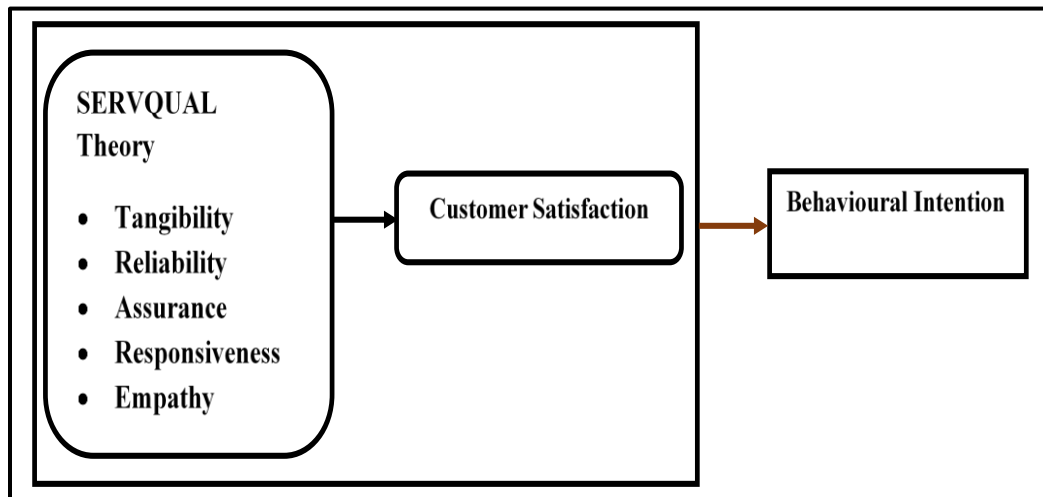 SERVQUAL
Theory
• Tangibility
• Reliability
• Assurance
• Responsiveness
• Empathy
Customer Satisfaction
Behavioural Intention